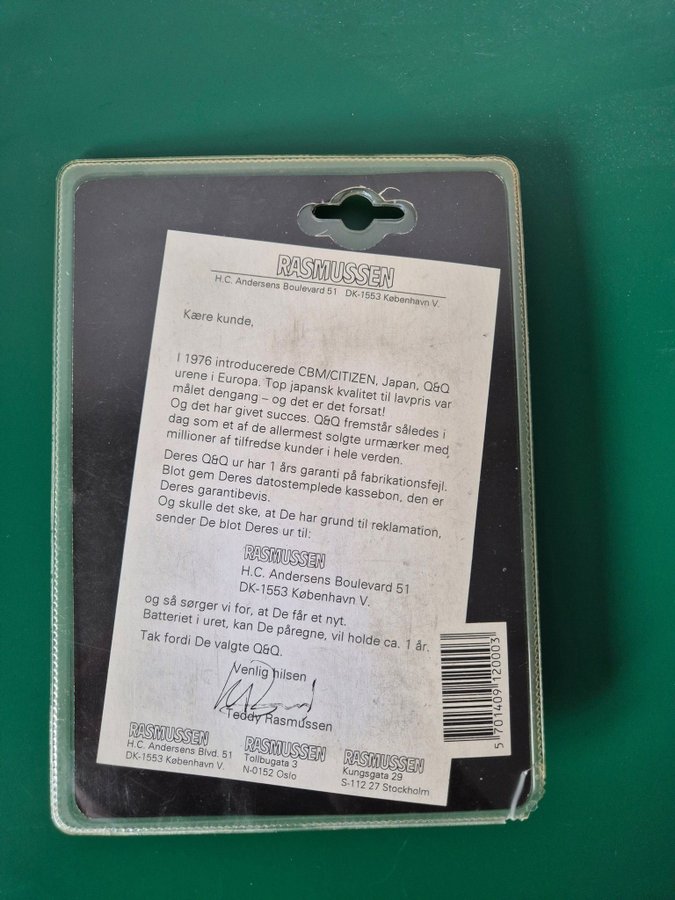 RASMUSSEN
H.C. Andersens Boulevard 51 DK-1553 København V.
Kære kunde,
I 1976 introducerede CBM/CITIZEN, Japan, Q&Q
urene i Europa. Top japansk kvalitet til lavpris var
målet dengang – og det er det forsat!
Og det har givet succes. Q&Q fremstår således i
dag som et af de allermest solgte urmærker med
millioner af tilfredse kunder i hele verden.
Deres Q&Q ur har 1 års garanti på fabrikationsfejl.
Blot gem Deres datostemplede kassebon, den er
Deres garantibevis.
Og skulle det ske, at De har grund til reklamation,
sender De blot Deres ur til:
RASMUSSEN
H.C. Andersens Boulevard 51
DK-1553 København V.
og så sørger vi for, at De får et nyt.
Batteriet i uret, kan De påregne, vil holde ca. 1 år.
Tak fordi De valgte Q&Q.
Venlig hilsen
Teddy Rasmussen
RASMUSSEN
H.C. Andersens Blvd. 51
DK-1553 København V.
RASMUSSEN
Tollbugata 3
N-0152 Oslo
RASMUSSEN
Kungsgata 29
S-112 27 Stockholm
5 701409 120003